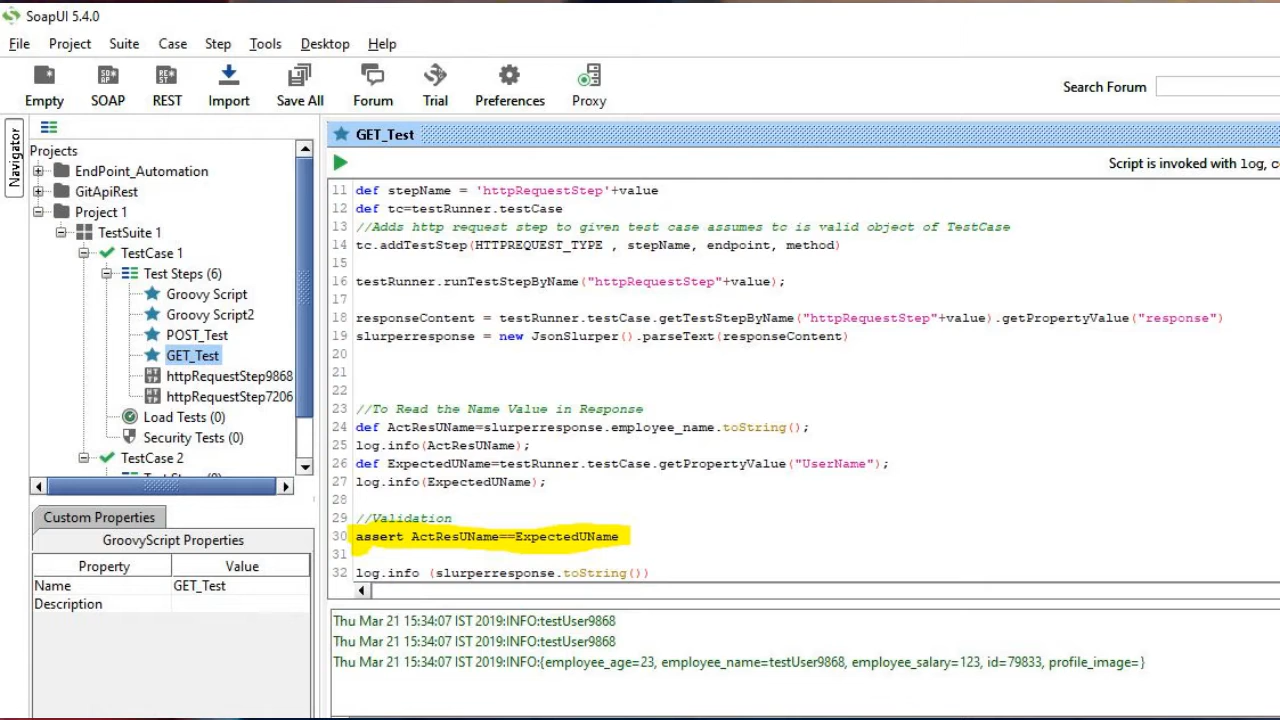 SoapUI 5.4.0
File Project Suite Case Step Tools Desktop Help
Empty SOAP REST Import Save All Forum Trial Preferences Proxy
Search Forum
Navigator
Projects
EndPoint_Automation
GitApiRest
Project 1
TestSuite 1
TestCase 1
Test Steps (6)
Groovy Script
Groovy Script2
POST_Test
GET_Test
httpRequestStep9868
httpRequestStep7206
Load Tests (0)
Security Tests (0)
TestCase 2
Custom Properties
GroovyScript Properties
Property Value
Name GET_Test
Description
GET_Test
Script is invoked with log, c
11 def stepName = 'httpRequestStep'+value
12 def tc=testRunner.testCase
13 //Adds http request step to given test case assumes tc is valid object of TestCase
14 tc.addTestStep(HTTPREQUEST_TYPE , stepName, endpoint, method)
15
16 testRunner.runTestStepByName("httpRequestStep"+value);
17
18 responseContent = testRunner.testCase.getTestStepByName("httpRequestStep"+value).getPropertyValue("response")
19 slurperresponse = new JsonSlurper().parseText(responseContent)
20
21
22
23 //To Read the Name Value in Response
24 def ActResUName=slurperresponse.employee_name.toString();
25 log.info(ActResUName);
26 def ExpectedUName=testRunner.testCase.getPropertyValue("UserName");
27 log.info(ExpectedUName);
28
29 //Validation
30 assert ActResUName==ExpectedUName
31
32 log.info (slurperresponse.toString())
Thu Mar 21 15:34:07 IST 2019:INFO:testUser9868
Thu Mar 21 15:34:07 IST 2019:INFO:testUser9868
Thu Mar 21 15:34:07 IST 2019:INFO:{employee_age=23, employee_name=testUser9868, employee_salary=123, id=79833, profile_image=}